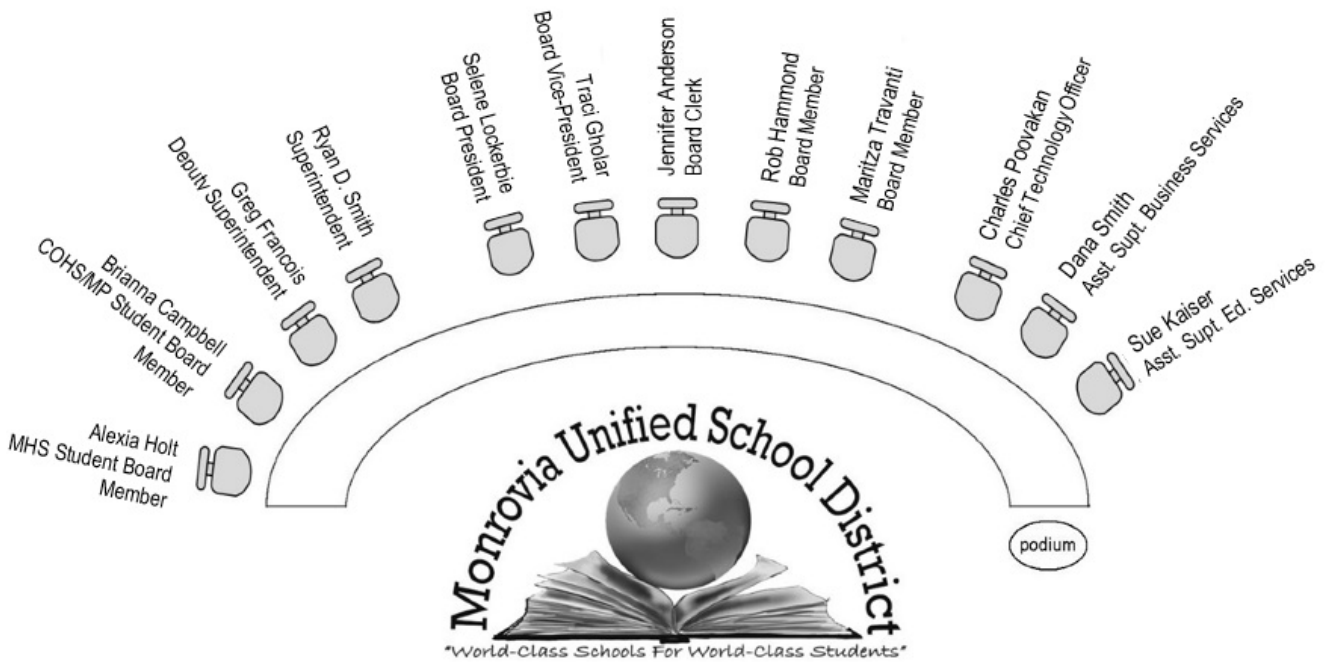 Alexia Holt
MHS Student Board
Member
Brianna Campbell
COHS/MP Student Board
Member
Greg Francois
Deputy Superintendent
Ryan D. Smith
Superintendent
Selene Lockerbie
Board President
Traci Gholar
Board Vice-President
Jennifer Anderson
Board Clerk
Rob Hammond
Board Member
Maritza Travanti
Board Member
Charles Poovakan
Chief Technology Officer
Dana Smith
Asst. Supt. Business Services
Sue Kaiser
Asst. Supt. Ed. Services
podium
Monrovia Unified School District
"World-Class Schools For World-Class Students"